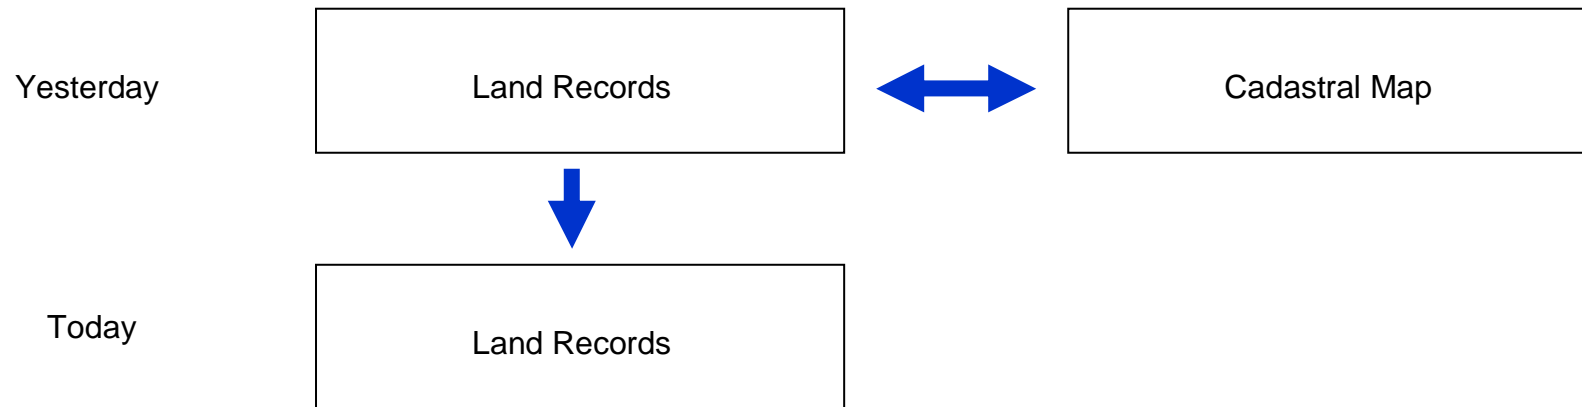 Yesterday
Land Records
Cadastral Map
Today
Land Records